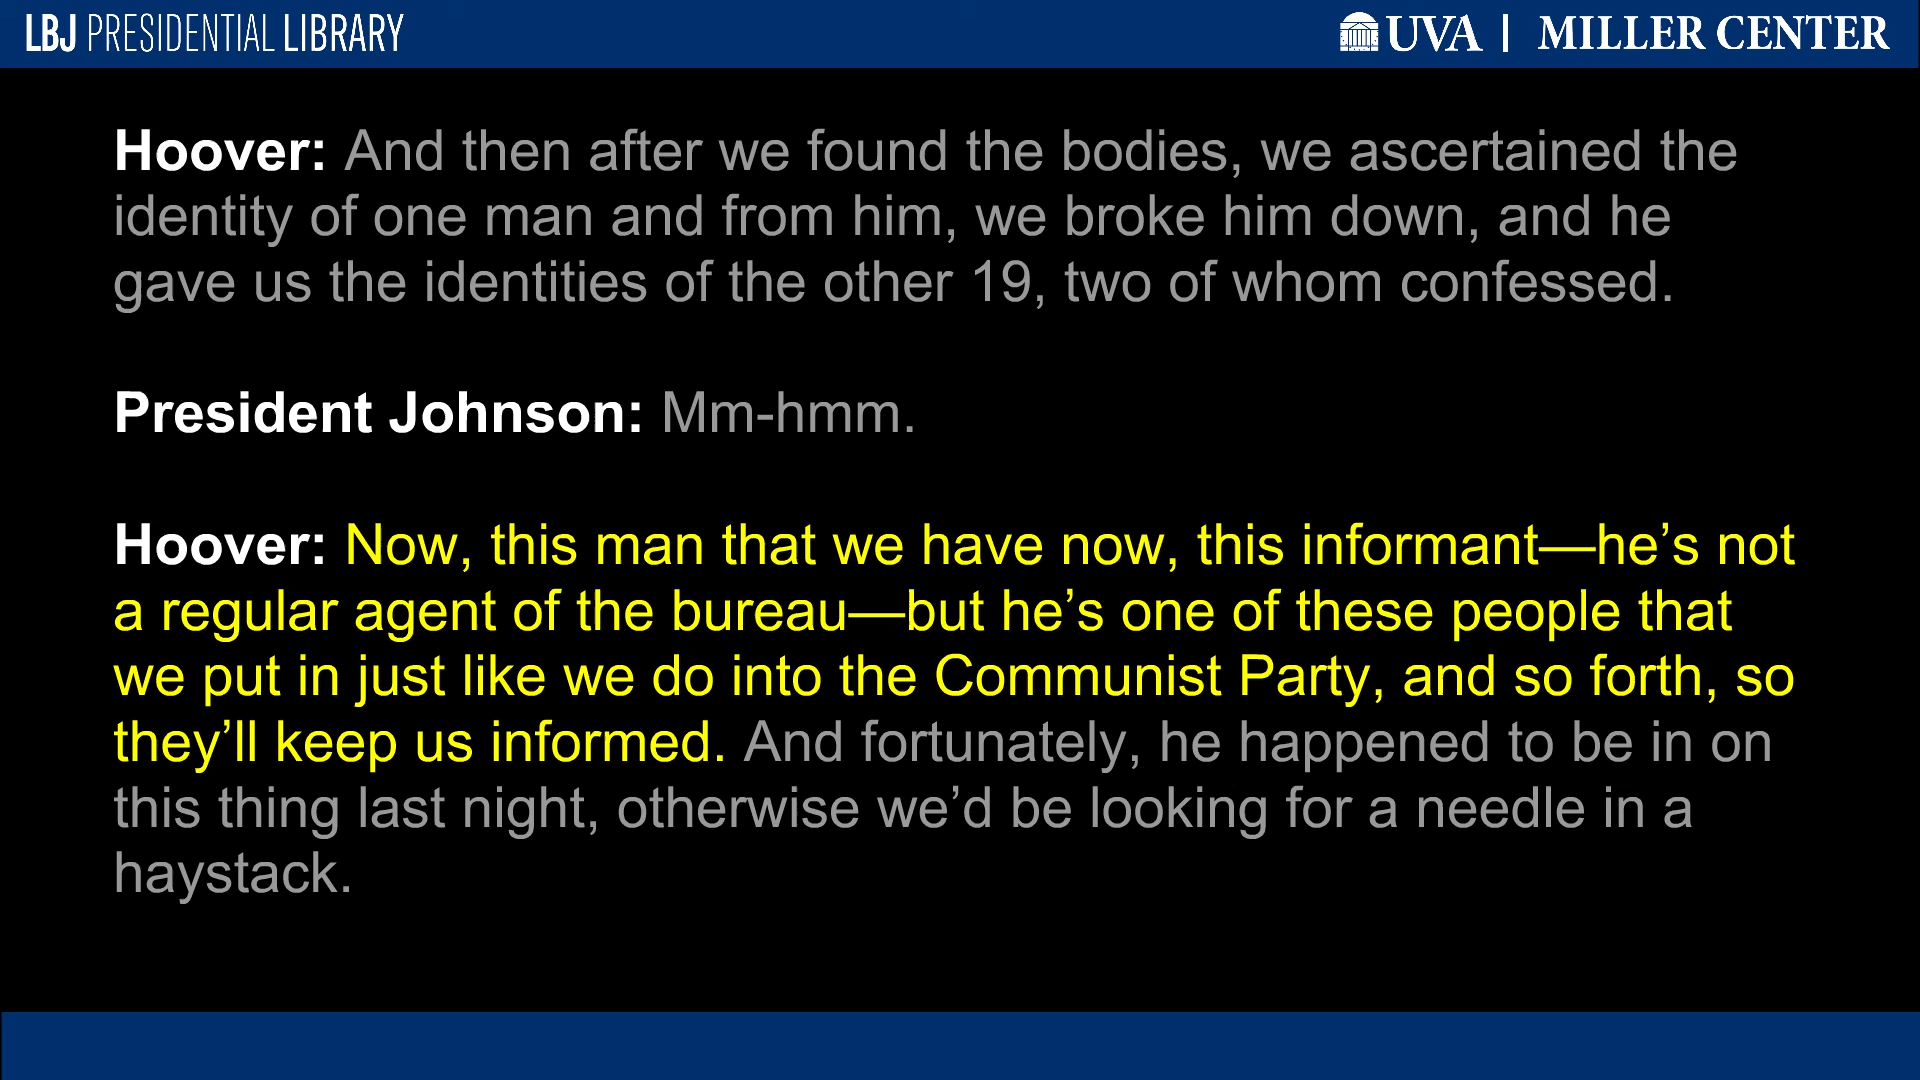 LBJ PRESIDENTIAL LIBRARY
UVA | MILLER CENTER
Hoover: And then after we found the bodies, we ascertained the
identity of one man and from him, we broke him down, and he
gave us the identities of the other 19, two of whom confessed.
President Johnson: Mm-hmm.
Hoover: Now, this man that we have now, this informant—he’s not
a regular agent of the bureau—but he’s one of these people that
we put in just like we do into the Communist Party, and so forth, so
they’ll keep us informed. And fortunately, he happened to be in on
this thing last night, otherwise we’d be looking for a needle in a
haystack.